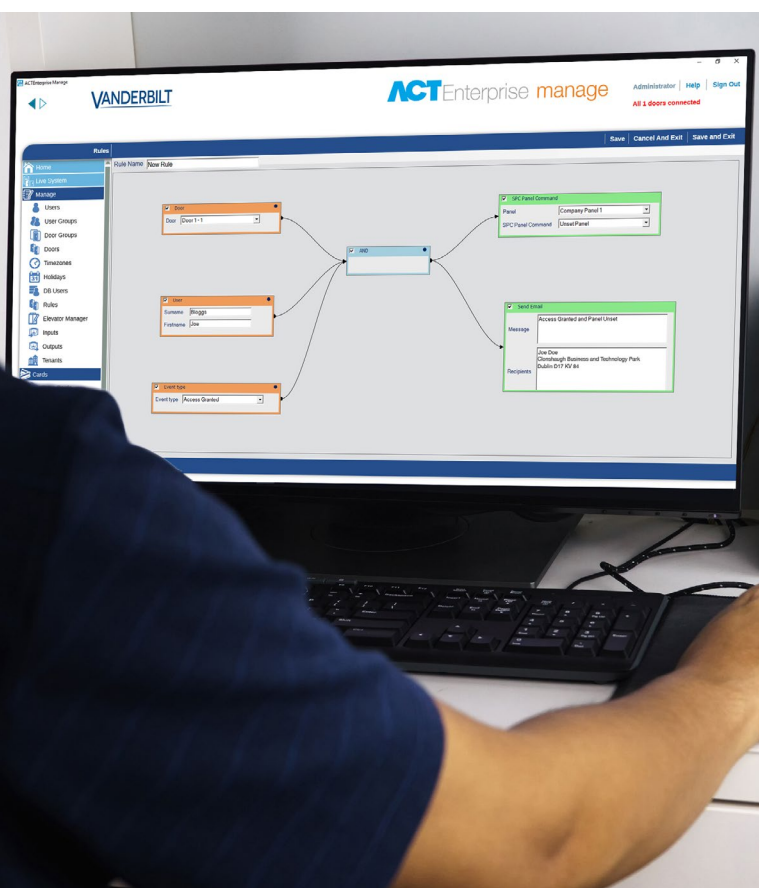 ACTEnterprise Manage
VANDERBILT
ACTEnterprise manage
Administrator | Help | Sign Out
All 1 doors connected
Save | Cancel And Exit | Save and Exit
Rules
Rule Name New Rule
Home
Live System
Manage
Users
User Groups
Door Groups
Doors
Timezones
Holidays
DB Users
Rules
Elevator Manager
Inputs
Outputs
Tenants
Cards
Door
Door Door 1 - 1
User
Surname Bloggs
Firstname Joe
Event type
Event type Access Granted
AND
SPC Panel Command
Panel Company Panel 1
SPC Panel Command Unset Panel
Send Email
Message Access Granted and Panel Unset
Recipients Joe Doe
Clonshaugh Business and Technology Park
Dublin D17 KV 84